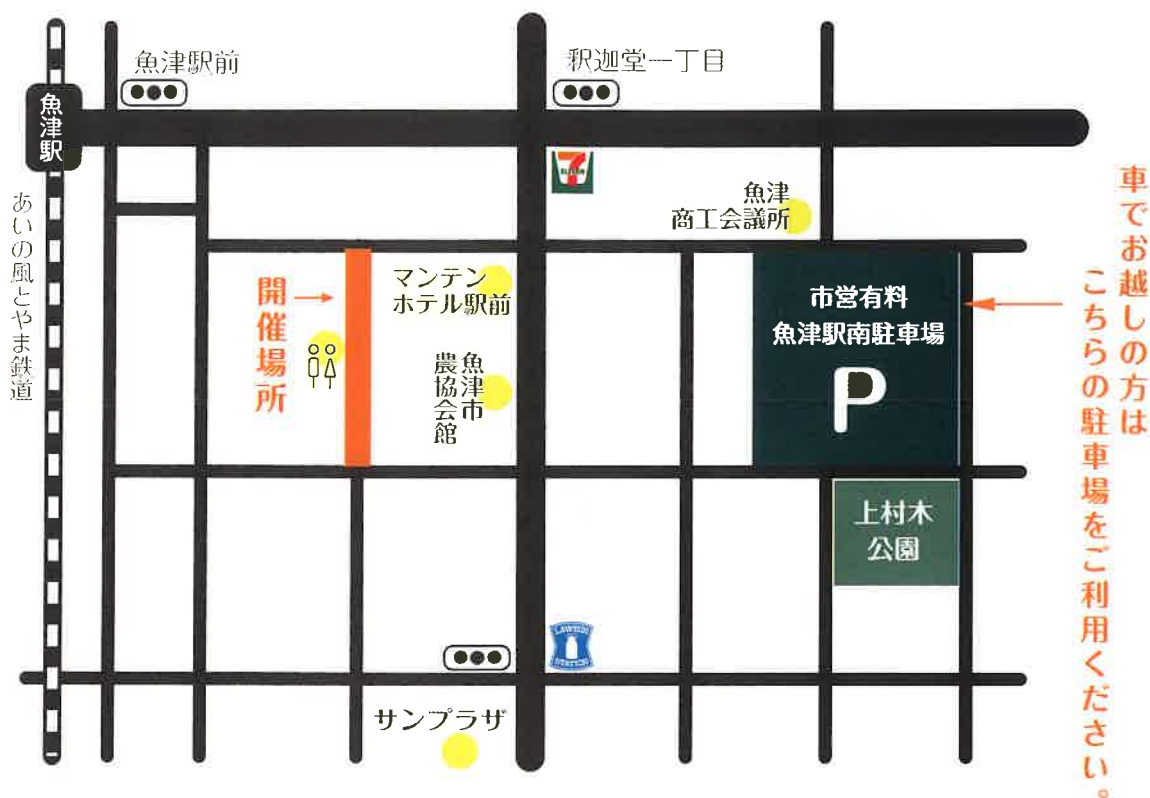 魚津駅前
釈迦堂一丁目
魚津駅
あいの風とやま鉄道
7
魚津
商工会議所
開催場所
マンテン
ホテル駅前
魚津市
農協会館
市営有料
魚津駅南駐車場
P
車でお越しの方は
こちらの駐車場をご利用ください。
上村木
公園
LAWSON
STATION
サンプラザ